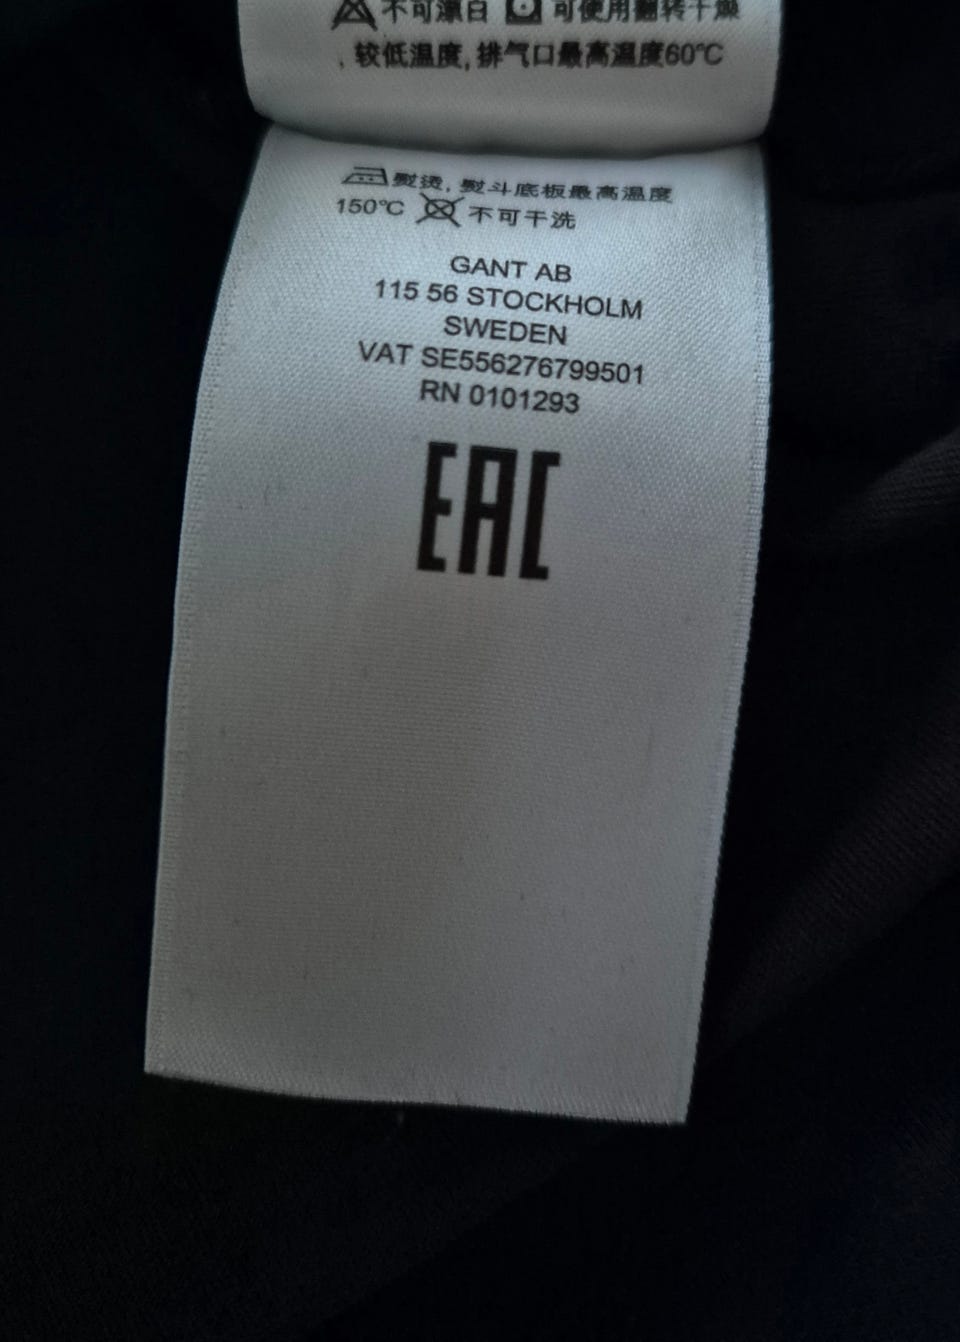 不可漂白 可使用翻转干燥
，较低温度，排气口最高温度60℃
熨烫，熨斗底板最高温度
150℃ 不可干洗
GANT AB
115 56 STOCKHOLM
SWEDEN
VAT SE556276799501
RN 0101293
EAC